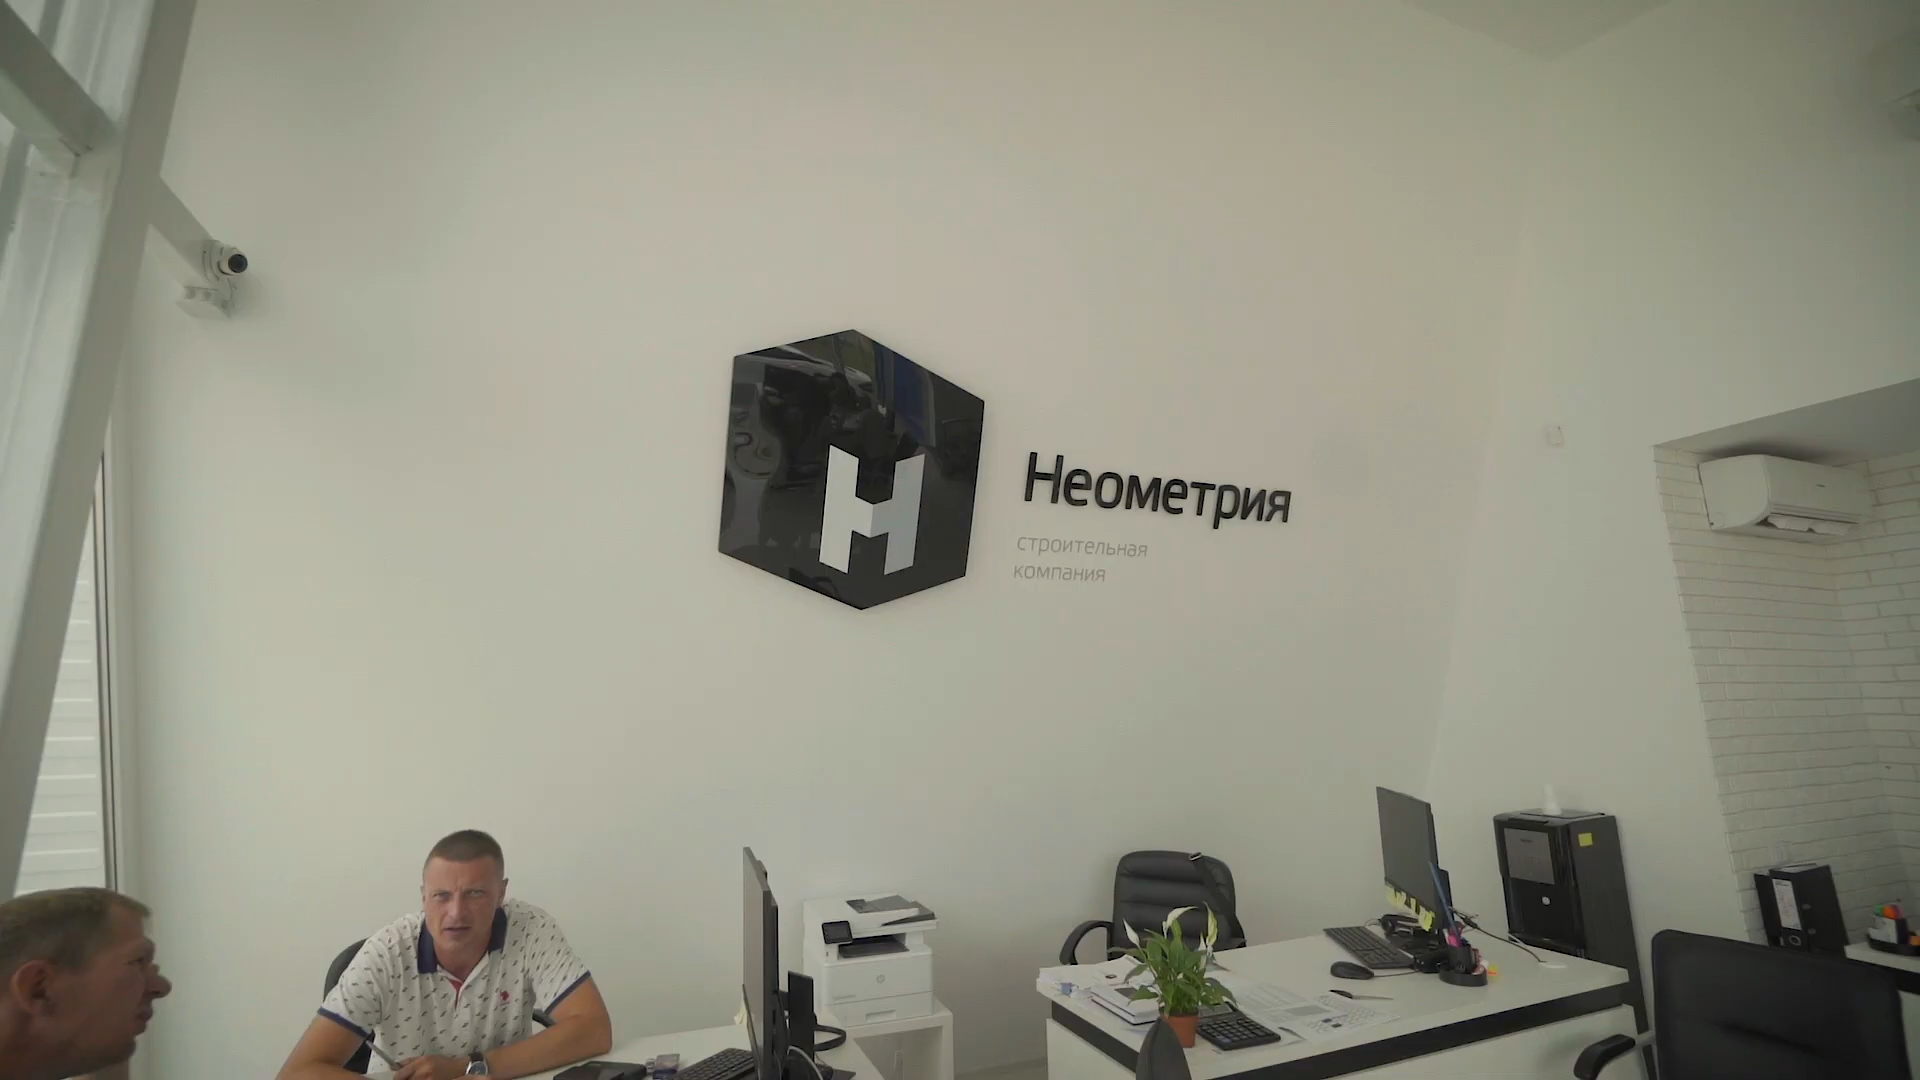 Н
Неометрия
строительная
компания